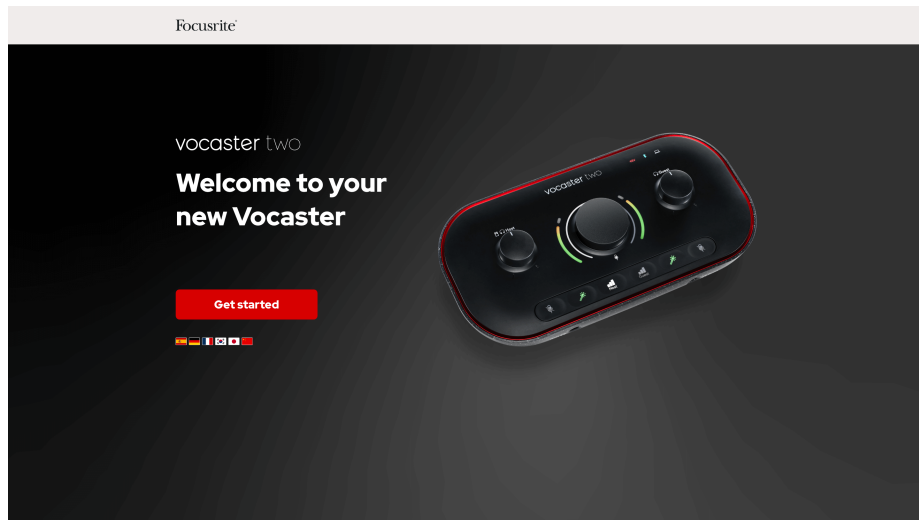 Focusrite®
vocaster two
Welcome to your
new Vocaster
Get started
vocaster two